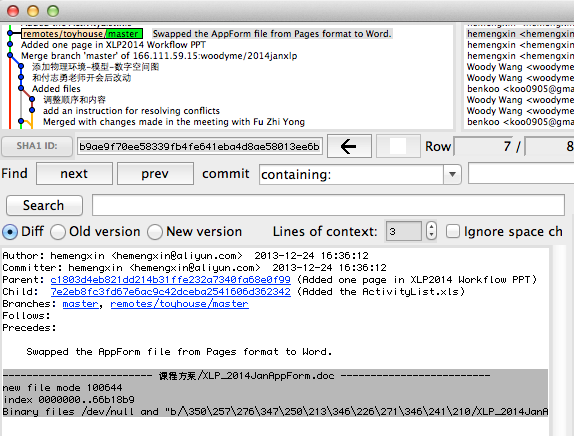 remotes/toyhouse/master Swapped the AppForm file from Pages format to Word.
Added one page in XLP2014 Workflow PPT
Merge branch 'master' of 166.111.59.15:woodyme/2014janxlp
添加物理环境-模型-数字空间图
和付志勇老师开会后改动
Added files
调整顺序和内容
add an instruction for resolving conflicts
Merged with changes made in the meeting with Fu Zhi Yong
hemengxin <hemengxin
hemengxin <hemengxin
hemengxin <hemengxin
Woody Wang <woodyme
Woody Wang <woodyme
benkoo <koo0905@gma
Woody Wang <woodyme
Woody Wang <woodyme
benkoo <koo0905@gma
SHA1 ID: b9ae9f70ee58339fb4fe641eba4d8ae58013ee6b Row 7 / 8
Find next prev commit containing:
Search
Diff Old version New version Lines of context: 3 Ignore space ch
Author: hemengxin <hemengxin@aliyun.com> 2013-12-24 16:36:12
Committer: hemengxin <hemengxin@aliyun.com> 2013-12-24 16:36:12
Parent: c1803d4eb821dd214b31ffe232a7340fa68e0f99 (Added one page in XLP2014 Workflow PPT)
Child: 7e2eb8fc3fd67e6ac9c42dceba2541606d362342 (Added the ActivityList.xls)
Branches: master, remotes/toyhouse/master
Follows:
Precedes:
Swapped the AppForm file from Pages format to Word.
----------------------- 课程方案/XLP_2014JanAppForm.doc -----------------------
new file mode 100644
index 0000000..66b18b9
Binary files /dev/null and "b/\350\257\276\347\250\213\346\226\271\346\241\210/XLP_2014JanA